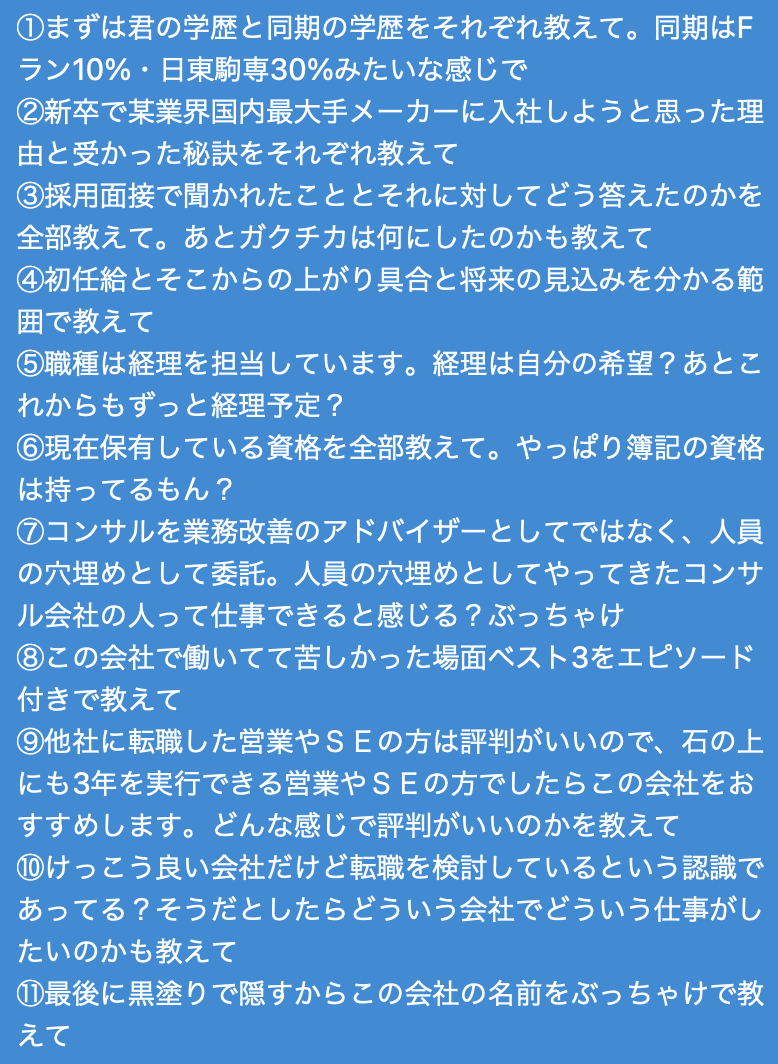 ①まずは君の学歴と同期の学歴をそれぞれ教えて。同期はF
ラン10%・日東駒専30%みたいな感じで
②新卒で某業界国内最大手メーカーに入社しようと思った理
由と受かった秘訣をそれぞれ教えて
③採用面接で聞かれたこととそれに対してどう答えたのかを
全部教えて。あとガクチカは何にしたのかも教えて
④初任給とそこからの上がり具合と将来の見込みを分かる範
囲で教えて
⑤職種は経理を担当しています。経理は自分の希望？あとこ
れからもずっと経理予定？
⑥現在保有している資格を全部教えて。やっぱり簿記の資格
は持ってるもん？
⑦コンサルを業務改善のアドバイザーとしてではなく、人員
の穴埋めとして委託。人員の穴埋めとしてやってきたコンサ
ル会社の人って仕事できると感じる？ぶっちゃけ
⑧この会社で働いてて苦しかった場面ベスト3をエピソード
付きで教えて
⑨他社に転職した営業やＳＥの方は評判がいいので、石の上
にも3年を実行できる営業やＳＥの方でしたらこの会社をお
すすめします。どんな感じで評判がいいのかを教えて
⑩けっこう良い会社だけど転職を検討しているという認識で
あってる？そうだとしたらどういう会社でどういう仕事がし
たいのかも教えて
⑪最後に黒塗りで隠すからこの会社の名前をぶっちゃけで教
えて